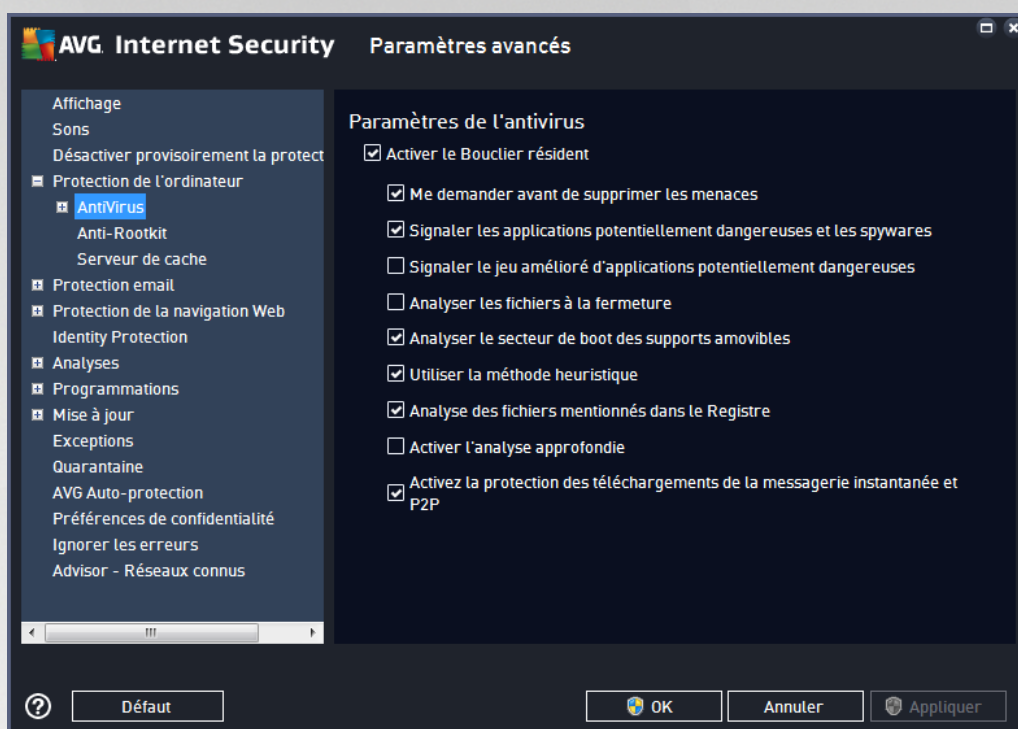 AVG. Internet Security Paramètres avancés
Affichage
Sons
Désactiver provisoirement la protect
Protection de l'ordinateur
AntiVirus
Anti-Rootkit
Serveur de cache
Protection email
Protection de la navigation Web
Identity Protection
Analyses
Programmations
Mise à jour
Exceptions
Quarantaine
AVG Auto-protection
Préférences de confidentialité
Ignorer les erreurs
Advisor - Réseaux connus
Paramètres de l'antivirus
Activer le Bouclier résident
Me demander avant de supprimer les menaces
Signaler les applications potentiellement dangereuses et les spywares
Signaler le jeu amélioré d'applications potentiellement dangereuses
Analyser les fichiers à la fermeture
Analyser le secteur de boot des supports amovibles
Utiliser la méthode heuristique
Analyse des fichiers mentionnés dans le Registre
Activer l'analyse approfondie
Activez la protection des téléchargements de la messagerie instantanée et
P2P
Défaut
OK
Annuler
Appliquer